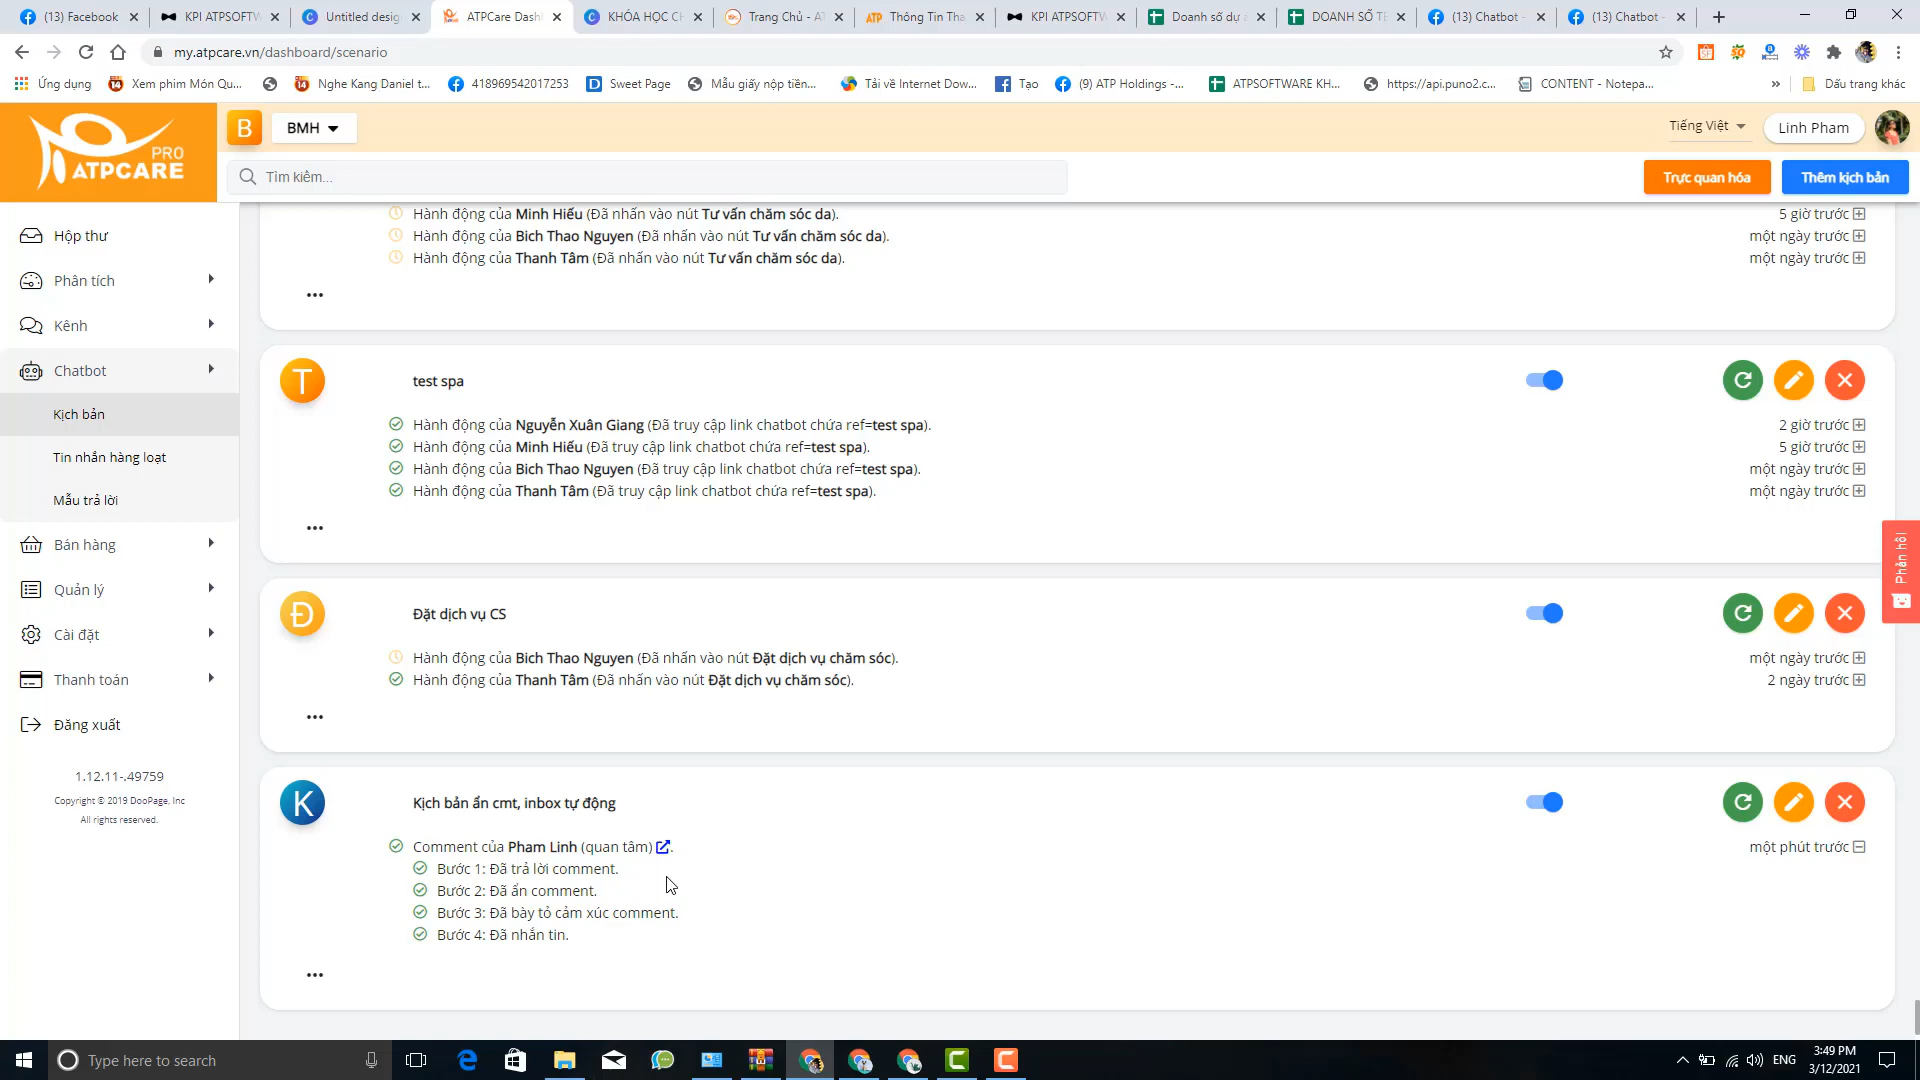 (13) Facebook
KPI ATPSOFTW
Untitled desig
ATPCare Dash
KHÓA HỌC CH
Trang Chủ - AT
Thông Tin Tha
KPI ATPSOFTW
Doanh số dự á
DOANH SỐ TE
(13) Chatbot -
(13) Chatbot -
my.atpcare.vn/dashboard/scenario
Ứng dụng
Xem phim Món Qu...
Nghe Kang Daniel t...
418969542017253
Sweet Page
Mẫu giấy nộp tiền...
Tải về Internet Dow...
Tạo
(9) ATP Holdings -...
ATPSOFTWARE KH...
https://api.puno2.c...
CONTENT - Notepa...
»
Dấu trang khác
PRO
ATPCARE
B
BMH
Tiếng Việt
Linh Pham
Tìm kiếm...
Trực quan hóa
Thêm kịch bản
Hộp thư
Phân tích
Kênh
Chatbot
Kịch bản
Tin nhắn hàng loạt
Mẫu trả lời
Bán hàng
Quản lý
Cài đặt
Thanh toán
Đăng xuất
1.12.11-.49759
Copyright © 2019 DooPage, Inc
All rights reserved.
Hành động của Minh Hiếu (Đã nhấn vào nút Tư vấn chăm sóc da). 5 giờ trước
Hành động của Bich Thao Nguyen (Đã nhấn vào nút Tư vấn chăm sóc da). một ngày trước
Hành động của Thanh Tâm (Đã nhấn vào nút Tư vấn chăm sóc da). một ngày trước
...
T
test spa
Hành động của Nguyễn Xuân Giang (Đã truy cập link chatbot chứa ref=test spa). 2 giờ trước
Hành động của Minh Hiếu (Đã truy cập link chatbot chứa ref=test spa). 5 giờ trước
Hành động của Bich Thao Nguyen (Đã truy cập link chatbot chứa ref=test spa). một ngày trước
Hành động của Thanh Tâm (Đã truy cập link chatbot chứa ref=test spa). một ngày trước
...
Đ
Đặt dịch vụ CS
Hành động của Bich Thao Nguyen (Đã nhấn vào nút Đặt dịch vụ chăm sóc). một ngày trước
Hành động của Thanh Tâm (Đã nhấn vào nút Đặt dịch vụ chăm sóc). 2 ngày trước
...
K
Kịch bản ẩn cmt, inbox tự động
Comment của Pham Linh (quan tâm) . một phút trước
Bước 1: Đã trả lời comment.
Bước 2: Đã ẩn comment.
Bước 3: Đã bày tỏ cảm xúc comment.
Bước 4: Đã nhắn tin.
...
Phản hồi
Type here to search
ENG
3:49 PM
3/12/2021